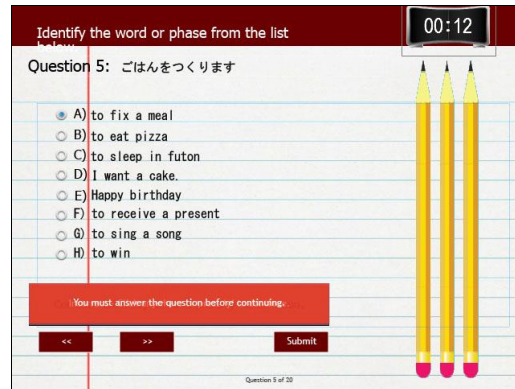 Identify the word or phase from the list
below
00:12
Question 5: ごはんをつくります
A) to fix a meal
B) to eat pizza
C) to sleep in futon
D) I want a cake.
E) Happy birthday
F) to receive a present
G) to sing a song
H) to win
You must answer the question before continuing.
<< >> Submit
Question 5 of 20